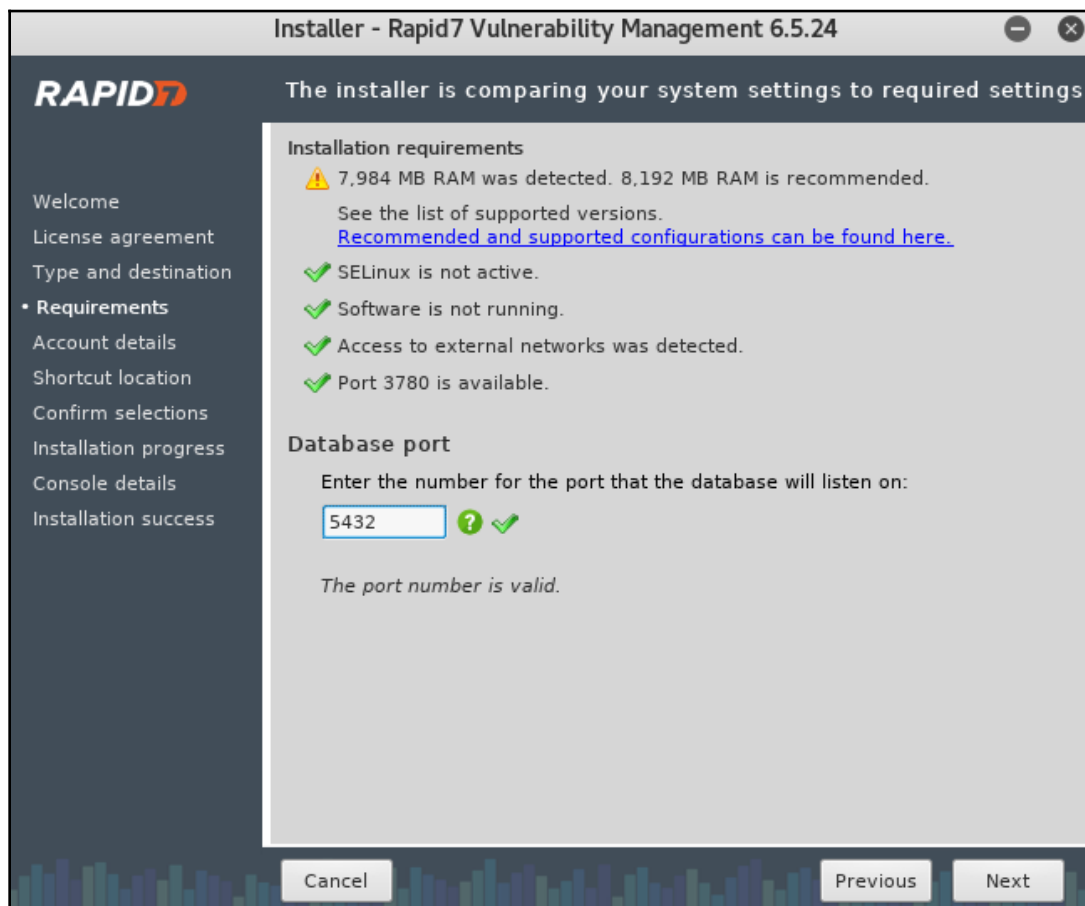 Installer - Rapid7 Vulnerability Management 6.5.24
RAPID7
The installer is comparing your system settings to required settings
Welcome
License agreement
Type and destination
• Requirements
Account details
Shortcut location
Confirm selections
Installation progress
Console details
Installation success
Installation requirements
7,984 MB RAM was detected. 8,192 MB RAM is recommended.
See the list of supported versions.
Recommended and supported configurations can be found here.
SELinux is not active.
Software is not running.
Access to external networks was detected.
Port 3780 is available.
Database port
Enter the number for the port that the database will listen on:
5432
The port number is valid.
Cancel
Previous
Next